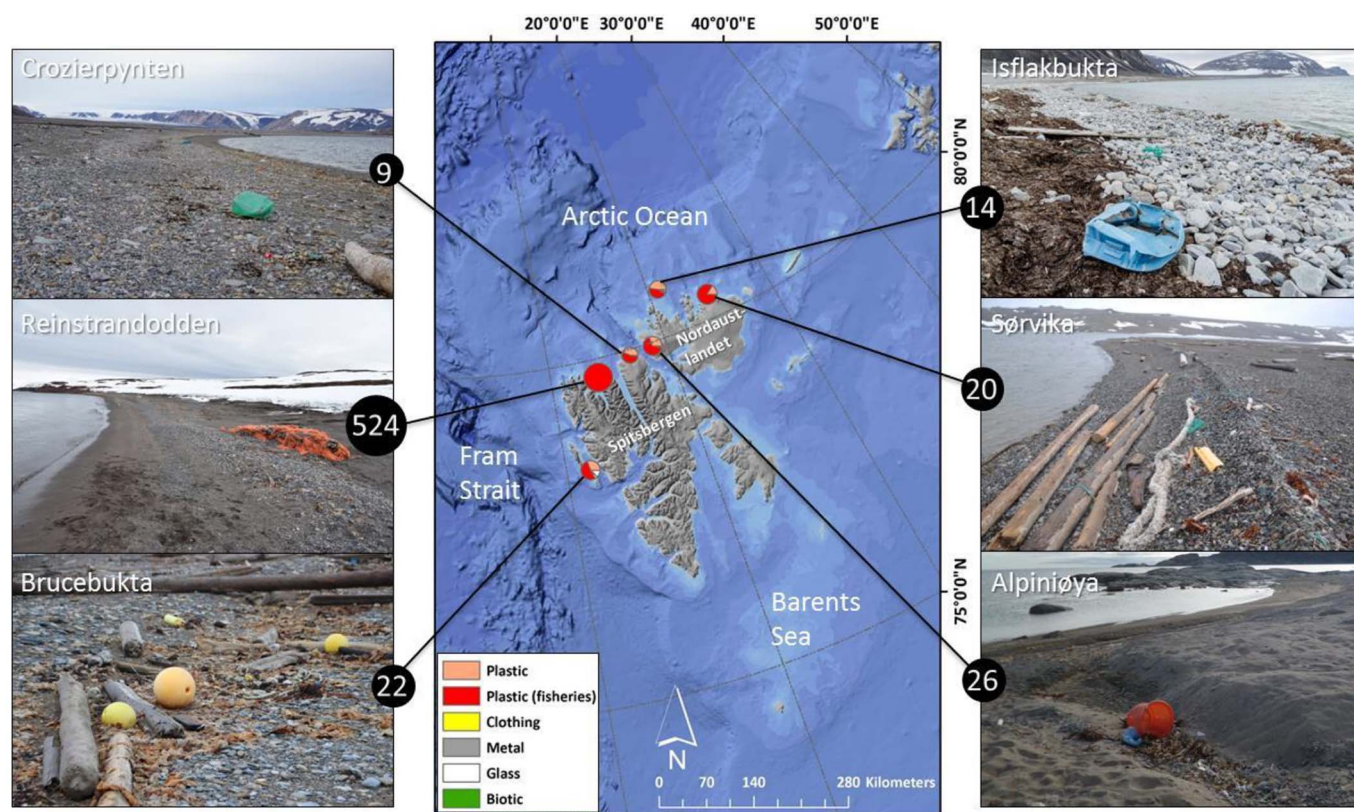 20°0'0"E 30°0'0"E 40°0'0"E 50°0'0"E
Crozierpynten
Isflakbukta
9
80°0'0"N
14
Arctic Ocean
Reinstrandodden
Nordaust-
landet
Sørvika
20
524
Spitsbergen
Fram
Strait
Brucebukta
Alpiniøya
75°0'0"N
Barents
Sea
22
26
Plastic
Plastic (fisheries)
Clothing
Metal
Glass
Biotic
N
0 70 140 280 Kilometers